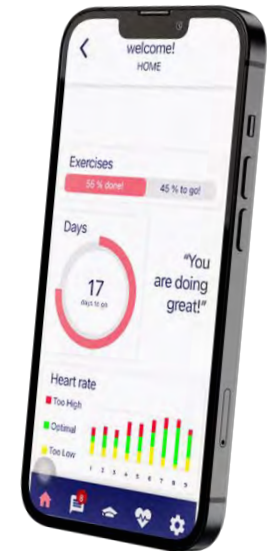 welcome!
HOME
Exercises
55 % done!
45 % to go!
Days
17
days to go
"You
are doing
great!"
Heart rate
Too High
Optimal
Too Low
1 2 3 4 5 6 7 8 9